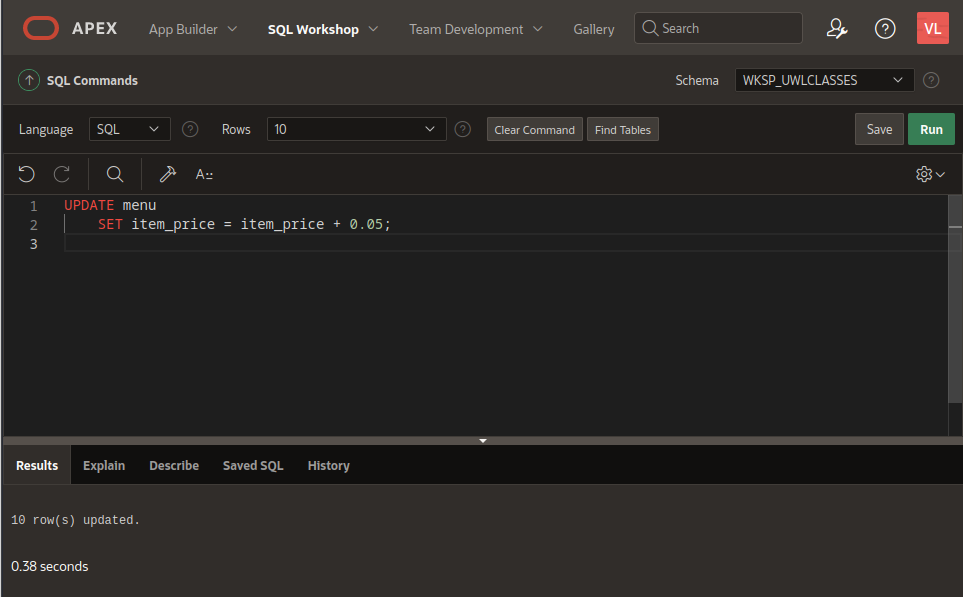 APEX App Builder SQL Workshop Team Development Gallery Search VL
SQL Commands Schema WKSP_UWLCLASSES ?
Language SQL ? Rows 10 ? Clear Command Find Tables Save Run
A::
1 UPDATE menu
2 SET item_price = item_price + 0.05;
3
Results Explain Describe Saved SQL History
10 row(s) updated.
0.38 seconds